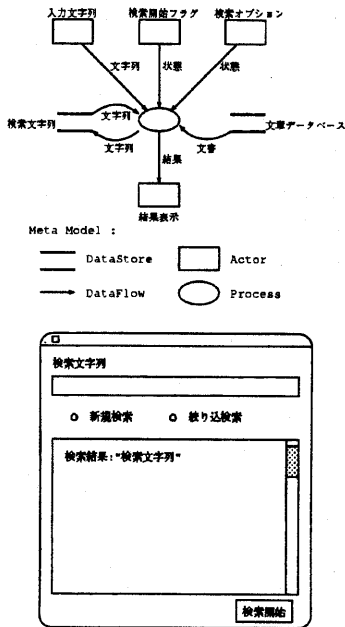 入力文字列 検索開始フラグ 検索オプション
文字列 状態 状態
検索文字列 文字列 文章データベース
文字列 文書
結果
結果表示
Meta Model :
DataStore Actor
DataFlow Process
検索文字列
新規検索 絞り込検索
検索結果:"検索文字列"
検索開始